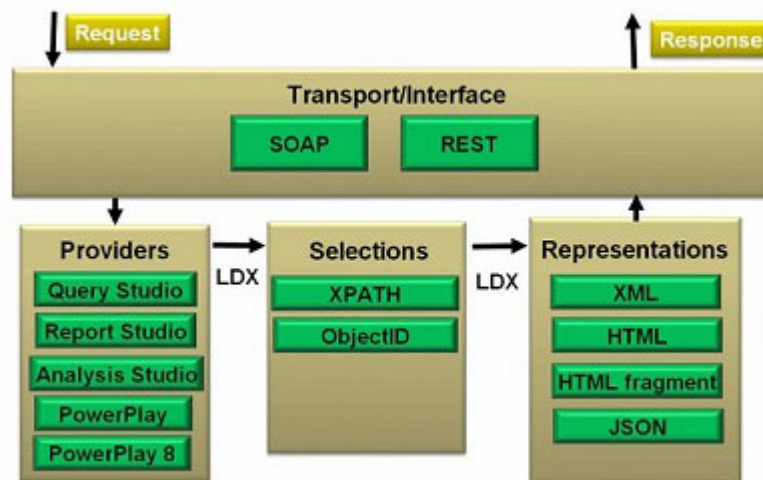 Request
Response
Transport/Interface
SOAP
REST
Providers
Query Studio
Report Studio
Analysis Studio
PowerPlay
PowerPlay 8
LDX
Selections
XPATH
ObjectID
LDX
Representations
XML
HTML
HTML fragment
JSON